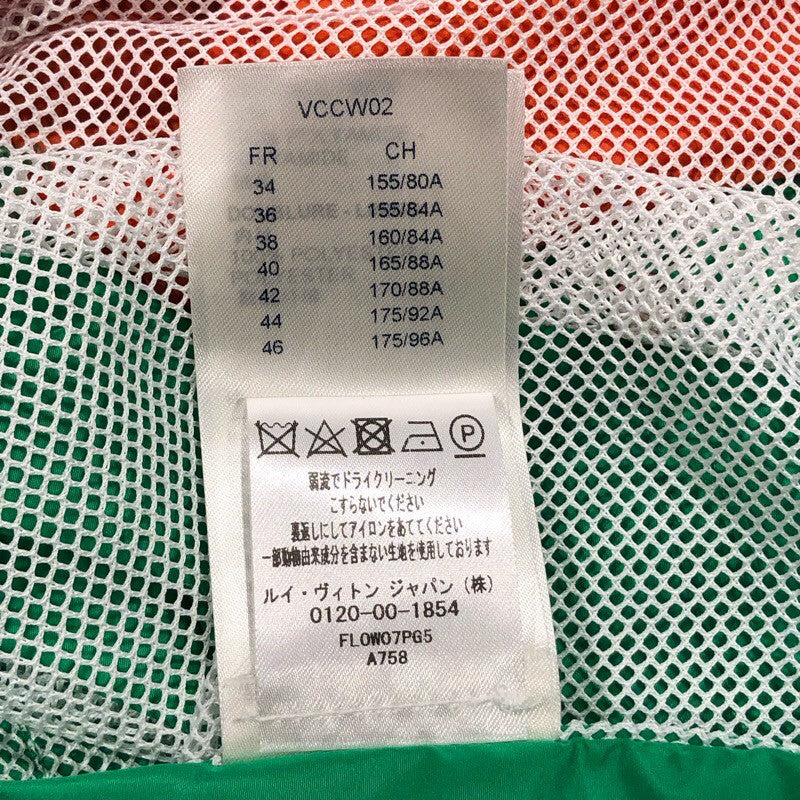 VCCW02
FR CH
34 155/80A
36 155/84A
38 160/84A
40 165/88A
42 170/88A
44 175/92A
46 175/96A
P
弱流でドライクリーニング
こすらないでください
裏返しにしてアイロンをあててください
一部動物由来成分を含まない生地を使用しております
ルイ・ヴィトン ジャパン (株)
0120-00-1854
FLOW07PG5
A758